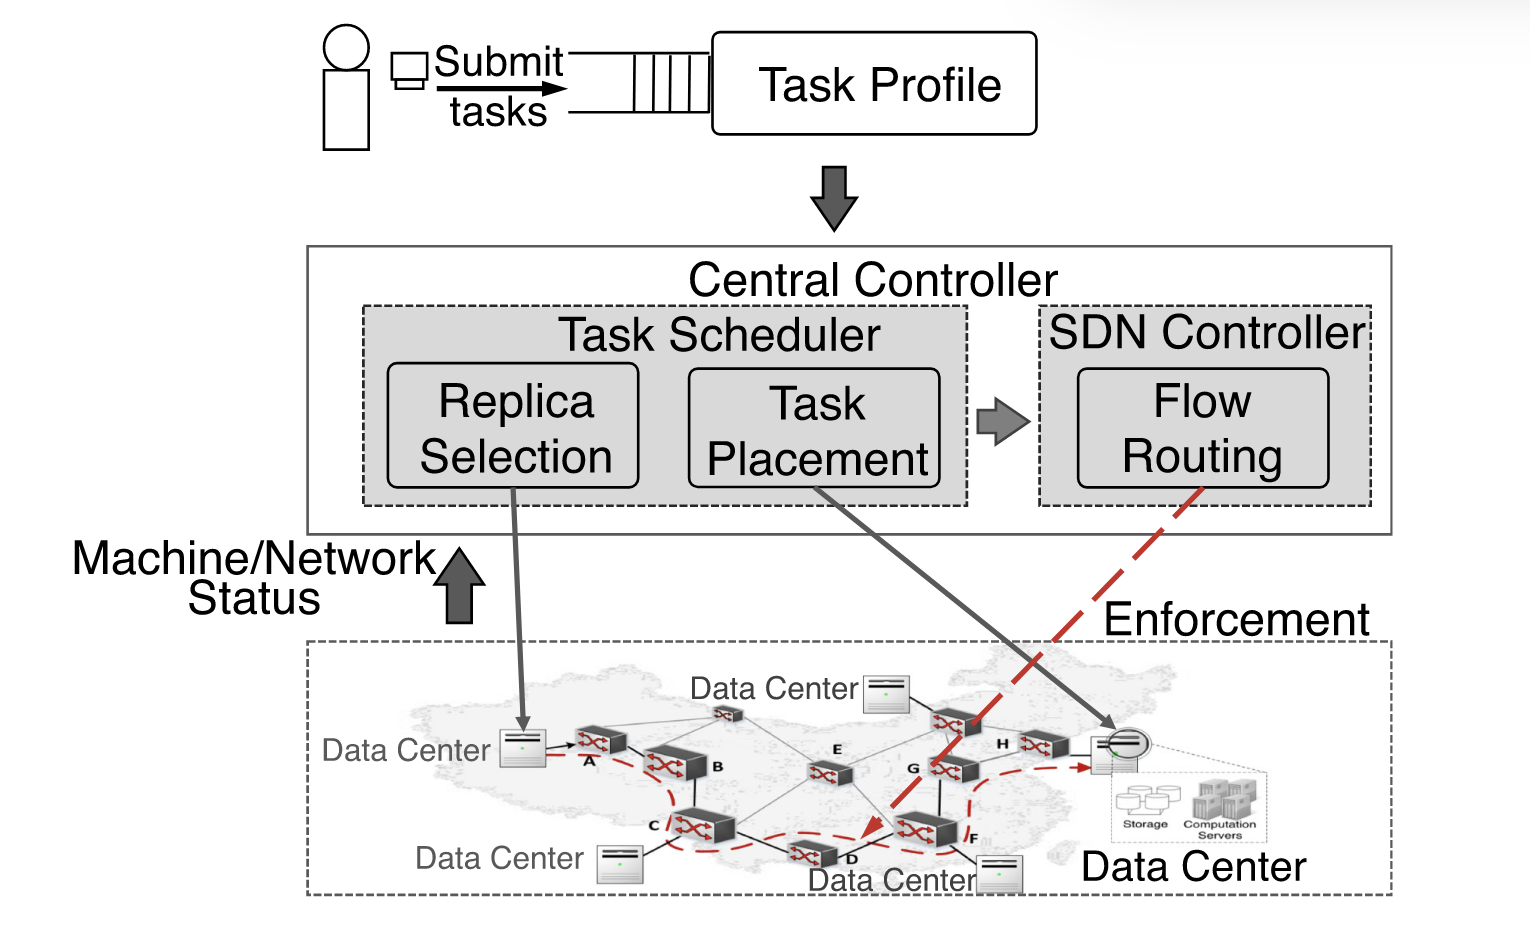 Submit
tasks
Task Profile
Central Controller
Task Scheduler
SDN Controller
Replica
Selection
Task
Placement
Flow
Routing
Machine/Network
Status
Enforcement
Data Center
Data Center
A
B
E
G
H
C
D
F
Storage
Computation
Servers
Data Center
Data Center
Data Center